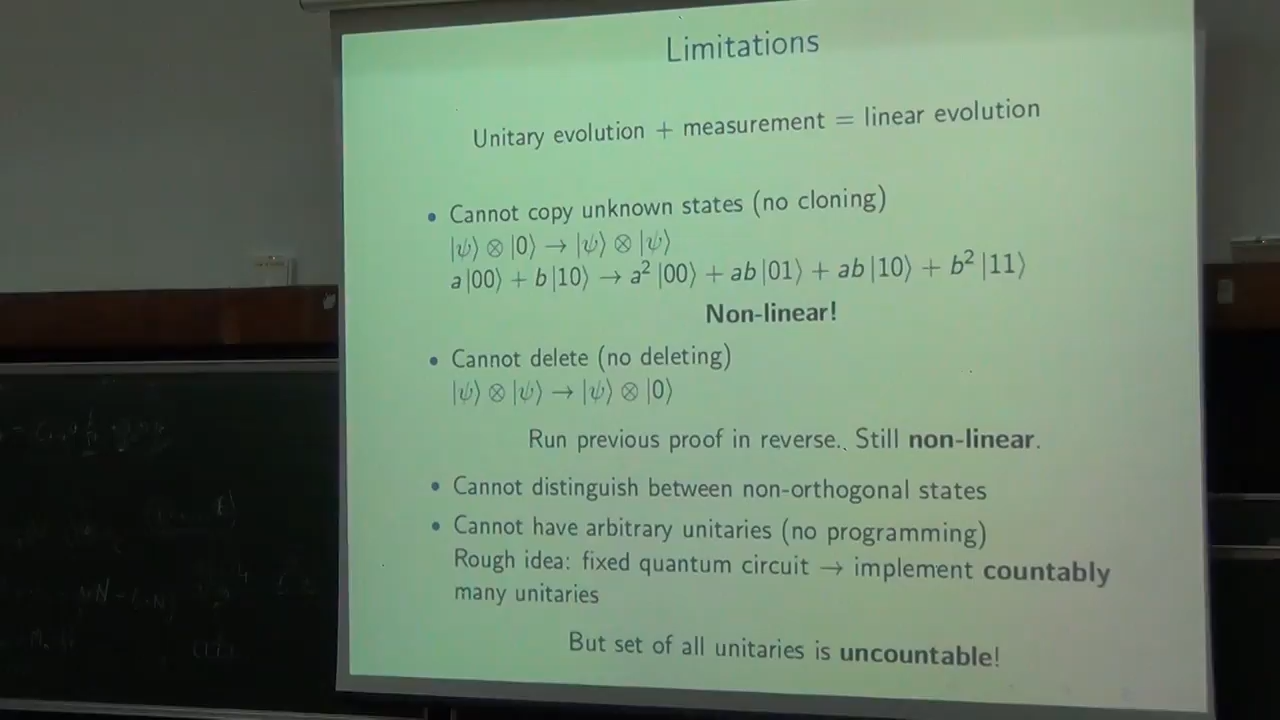 Limitations
Unitary evolution + measurement = linear evolution
• Cannot copy unknown states (no cloning)
|ψ⟩ ⊗ |0⟩ → |ψ⟩ ⊗ |ψ⟩
a|00⟩ + b|10⟩ → a² |00⟩ + ab|01⟩ + ab|10⟩ + b² |11⟩
Non-linear!
• Cannot delete (no deleting)
|ψ⟩ ⊗ |ψ⟩ → |ψ⟩ ⊗ |0⟩
Run previous proof in reverse. Still non-linear.
• Cannot distinguish between non-orthogonal states
• Cannot have arbitrary unitaries (no programming)
Rough idea: fixed quantum circuit → implement countably
many unitaries
But set of all unitaries is uncountable!